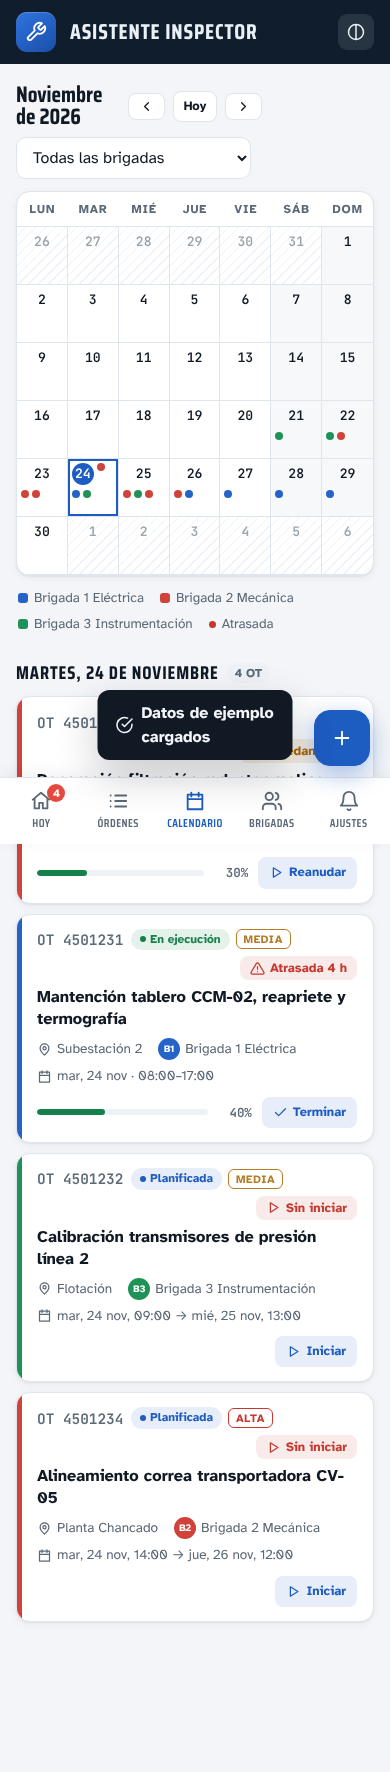 ASISTENTE INSPECTOR
Noviembre
de 2026
Hoy
Todas las brigadas
LUN MAR MIÉ JUE VIE SÁB DOM
26 27 28 29 30 31 1
2 3 4 5 6 7 8
9 10 11 12 13 14 15
16 17 18 19 20 21 22
23 24 25 26 27 28 29
30 1 2 3 4 5 6
Brigada 1 Eléctrica Brigada 2 Mecánica
Brigada 3 Instrumentación Atrasada
MARTES, 24 DE NOVIEMBRE 4 OT
OT 4501
Datos de ejemplo
cargados
4
HOY ÓRDENES CALENDARIO BRIGADAS AJUSTES
30% Reanudar
OT 4501231 En ejecución MEDIA
Atrasada 4 h
Mantención tablero CCM-02, reapriete y
termografía
Subestación 2 B1 Brigada 1 Eléctrica
mar, 24 nov · 08:00–17:00
40% Terminar
OT 4501232 Planificada MEDIA
Sin iniciar
Calibración transmisores de presión
línea 2
Flotación B3 Brigada 3 Instrumentación
mar, 24 nov, 09:00 → mié, 25 nov, 13:00
Iniciar
OT 4501234 Planificada ALTA
Sin iniciar
Alineamiento correa transportadora CV-
05
Planta Chancado B2 Brigada 2 Mecánica
mar, 24 nov, 14:00 → jue, 26 nov, 12:00
Iniciar